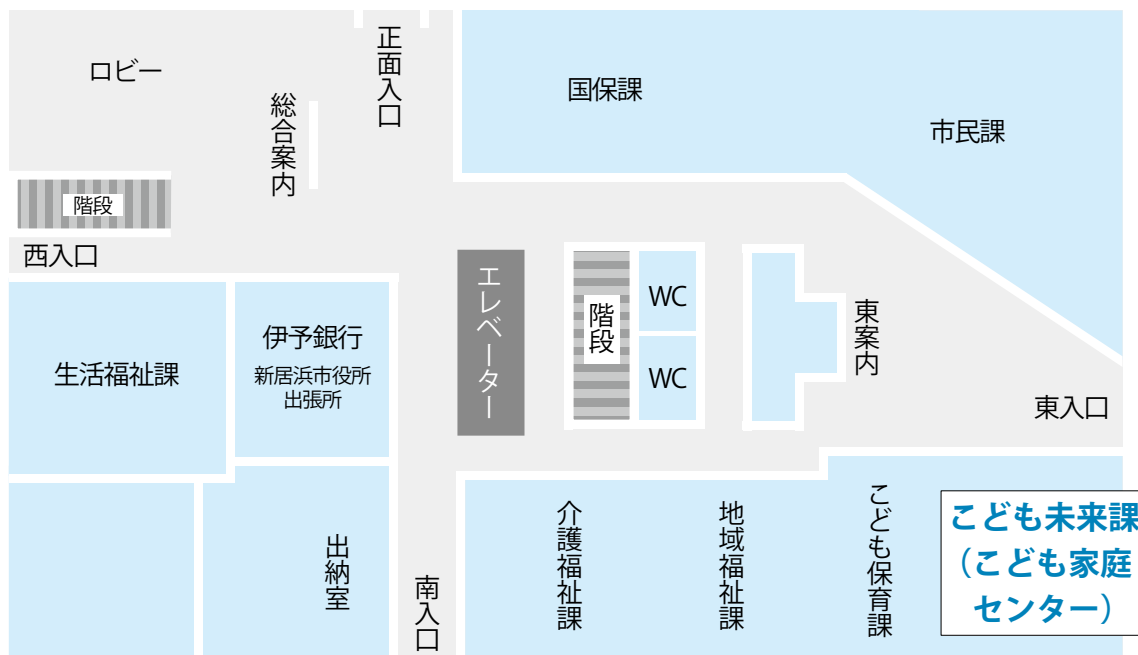 ロビー
正面入口
総合案内
国保課
市民課
階段
西入口
エレベーター
階段
WC
WC
東案内
東入口
生活福祉課
伊予銀行
新居浜市役所
出張所
出納室
南入口
介護福祉課
地域福祉課
こども保育課
こども未来課
（こども家庭
センター）